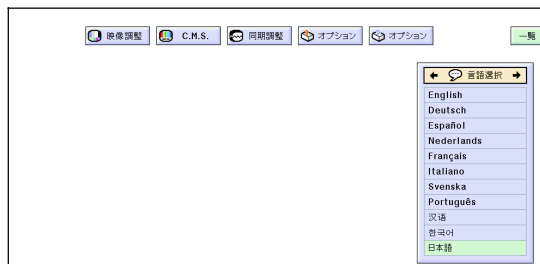 映像調整 C.M.S. 同期調整 オプション オプション 一覧
言語選択
English
Deutsch
Español
Nederlands
Français
Italiano
Svenska
Português
汉语
한국어
日本語